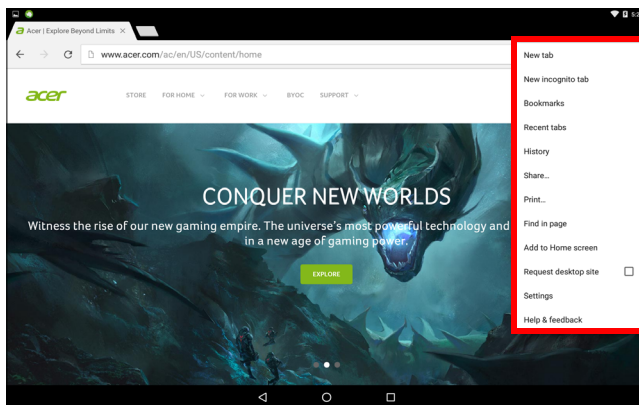 5:2
Acer | Explore Beyond Limits
www.acer.com/ac/en/US/content/home
acer
STORE
FOR HOME
FOR WORK
BYOC
SUPPORT
CONQUER NEW WORLDS
Witness the rise of our new gaming empire. The universe's most powerful technology and
in a new age of gaming power.
EXPLORE
New tab
New incognito tab
Bookmarks
Recent tabs
History
Share...
Print...
Find in page
Add to Home screen
Request desktop site
Settings
Help & feedback